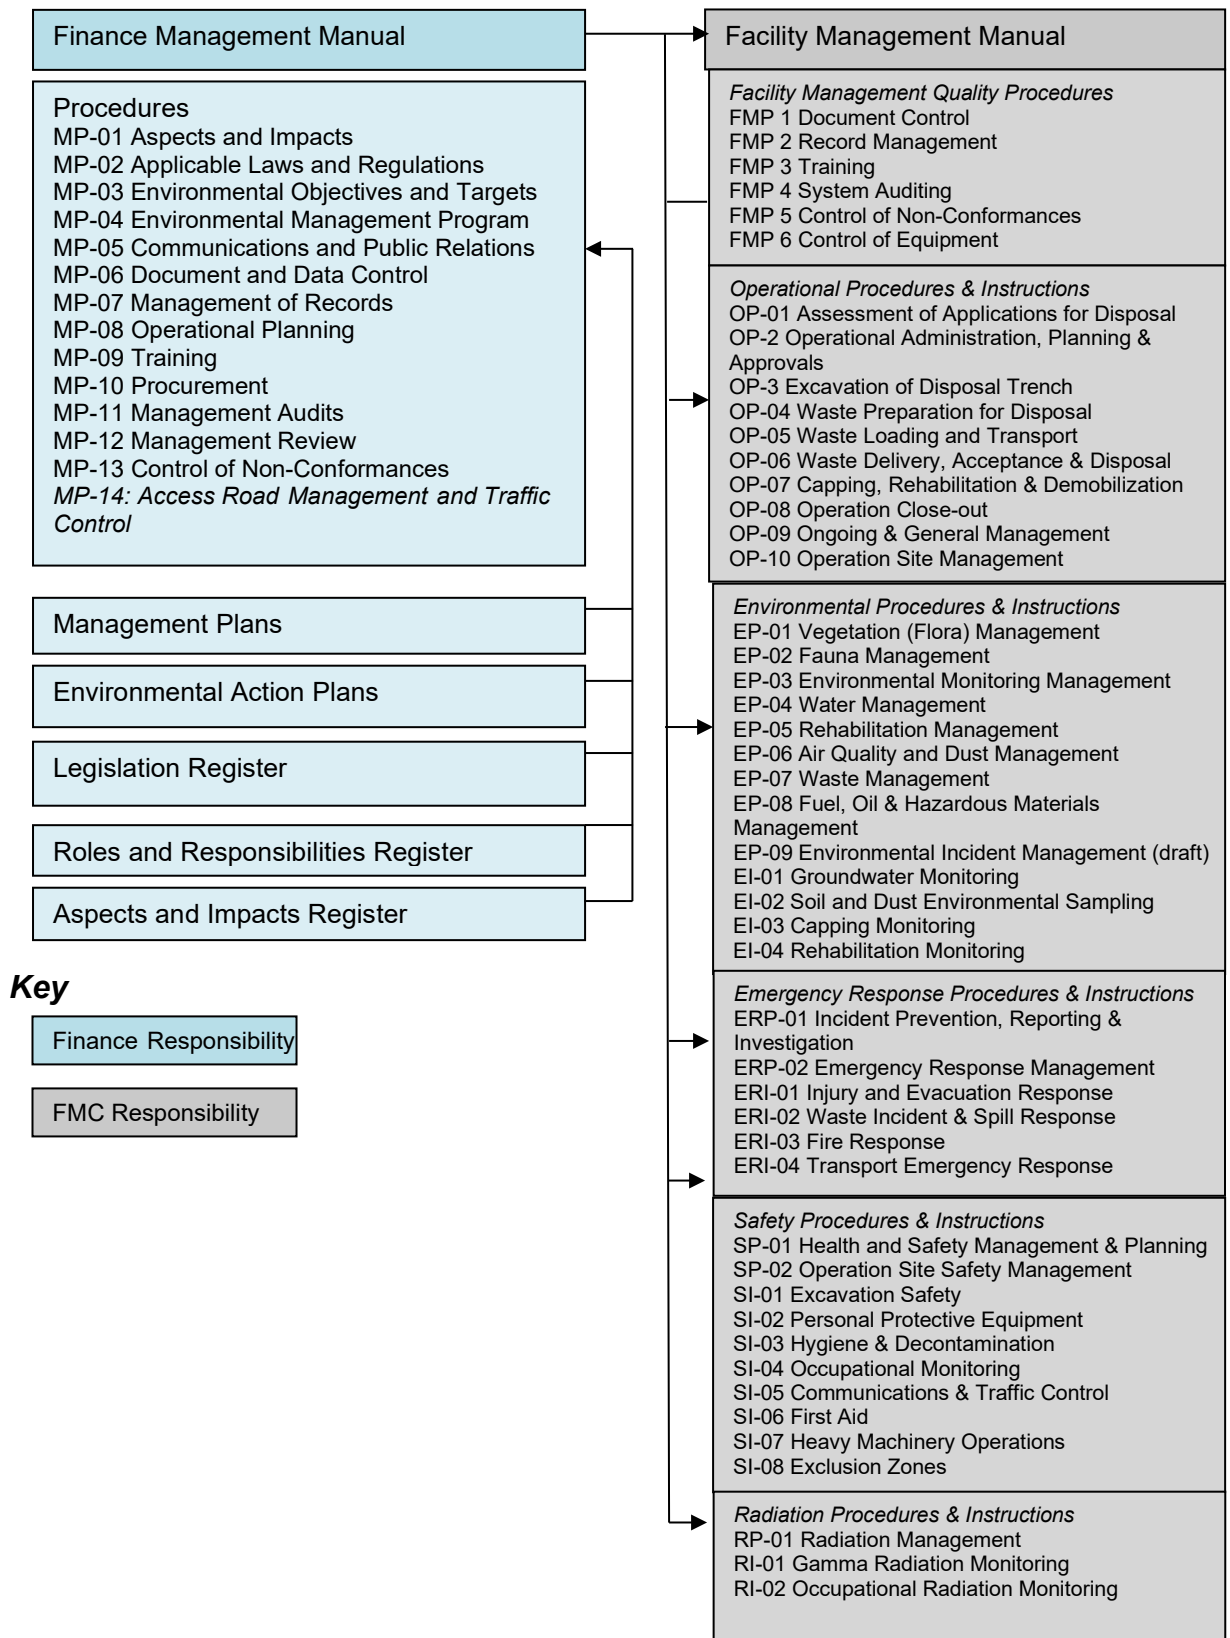 Finance Management Manual
Procedures
MP-01 Aspects and Impacts
MP-02 Applicable Laws and Regulations
MP-03 Environmental Objectives and Targets
MP-04 Environmental Management Program
MP-05 Communications and Public Relations
MP-06 Document and Data Control
MP-07 Management of Records
MP-08 Operational Planning
MP-09 Training
MP-10 Procurement
MP-11 Management Audits
MP-12 Management Review
MP-13 Control of Non-Conformances
MP-14: Access Road Management and Traffic
Control
Management Plans
Environmental Action Plans
Legislation Register
Roles and Responsibilities Register
Aspects and Impacts Register
Key
Finance Responsibility
FMC Responsibility
Facility Management Manual
Facility Management Quality Procedures
FMP 1 Document Control
FMP 2 Record Management
FMP 3 Training
FMP 4 System Auditing
FMP 5 Control of Non-Conformances
FMP 6 Control of Equipment
Operational Procedures & Instructions
OP-01 Assessment of Applications for Disposal
OP-2 Operational Administration, Planning &
Approvals
OP-3 Excavation of Disposal Trench
OP-04 Waste Preparation for Disposal
OP-05 Waste Loading and Transport
OP-06 Waste Delivery, Acceptance & Disposal
OP-07 Capping, Rehabilitation & Demobilization
OP-08 Operation Close-out
OP-09 Ongoing & General Management
OP-10 Operation Site Management
Environmental Procedures & Instructions
EP-01 Vegetation (Flora) Management
EP-02 Fauna Management
EP-03 Environmental Monitoring Management
EP-04 Water Management
EP-05 Rehabilitation Management
EP-06 Air Quality and Dust Management
EP-07 Waste Management
EP-08 Fuel, Oil & Hazardous Materials
Management
EP-09 Environmental Incident Management (draft)
EI-01 Groundwater Monitoring
EI-02 Soil and Dust Environmental Sampling
EI-03 Capping Monitoring
EI-04 Rehabilitation Monitoring
Emergency Response Procedures & Instructions
ERP-01 Incident Prevention, Reporting &
Investigation
ERP-02 Emergency Response Management
ERI-01 Injury and Evacuation Response
ERI-02 Waste Incident & Spill Response
ERI-03 Fire Response
ERI-04 Transport Emergency Response
Safety Procedures & Instructions
SP-01 Health and Safety Management & Planning
SP-02 Operation Site Safety Management
SI-01 Excavation Safety
SI-02 Personal Protective Equipment
SI-03 Hygiene & Decontamination
SI-04 Occupational Monitoring
SI-05 Communications & Traffic Control
SI-06 First Aid
SI-07 Heavy Machinery Operations
SI-08 Exclusion Zones
Radiation Procedures & Instructions
RP-01 Radiation Management
RI-01 Gamma Radiation Monitoring
RI-02 Occupational Radiation Monitoring